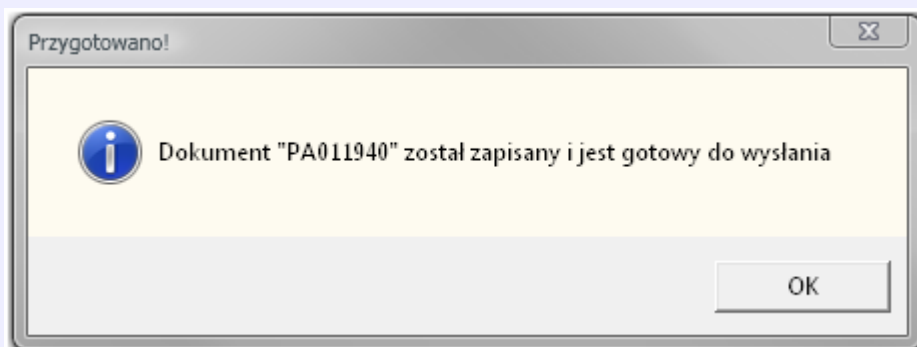 Przygotowano!
Dokument "PA011940" został zapisany i jest gotowy do wysłania
OK